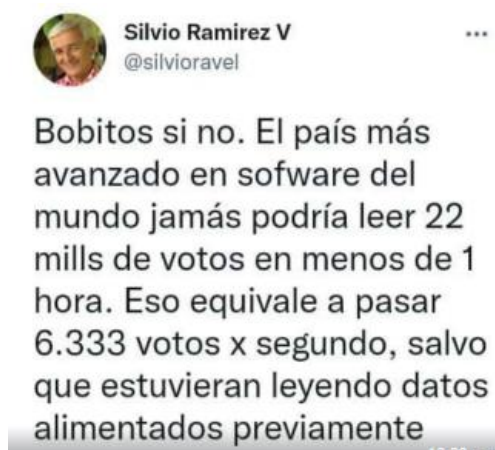 Silvio Ramirez V
@silvioravel
Bobitos si no. El país más
avanzado en sofware del
mundo jamás podría leer 22
mills de votos en menos de 1
hora. Eso equivale a pasar
6.333 votos x segundo, salvo
que estuvieran leyendo datos
alimentados previamente